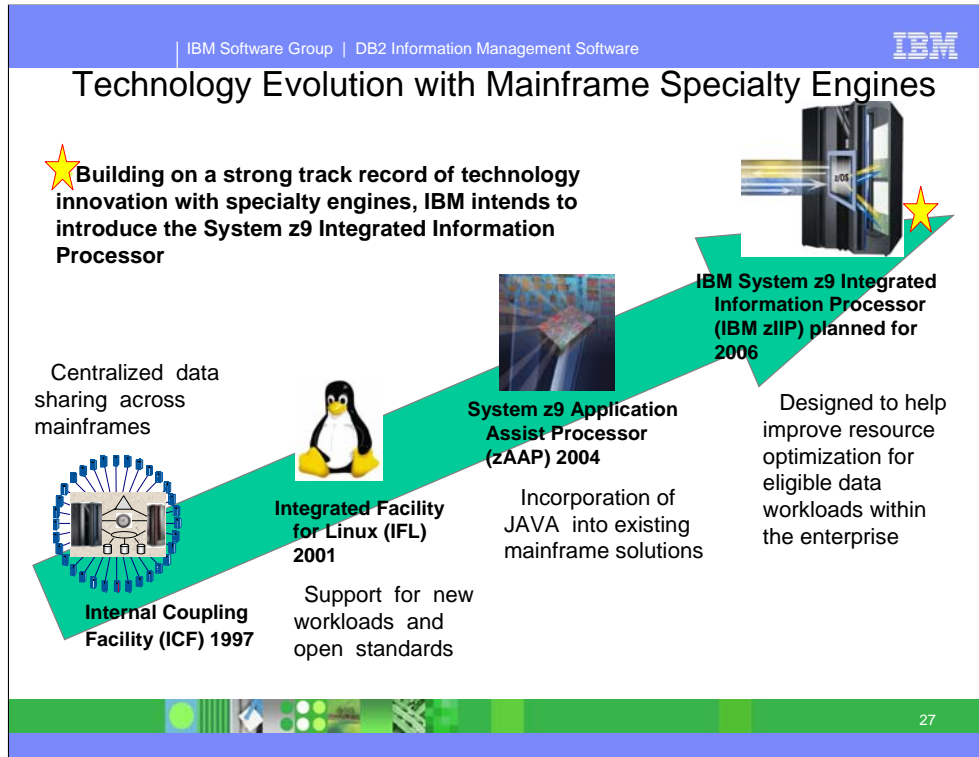 IBM Software Group | DB2 Information Management Software
IBM
Technology Evolution with Mainframe Specialty Engines
Building on a strong track record of technology
innovation with specialty engines, IBM intends to
introduce the System z9 Integrated Information
Processor
z/OS
IBM System z9 Integrated
Information Processor
(IBM zIIP) planned for
2006
Centralized data
sharing across
mainframes
System z9 Application
Assist Processor
(zAAP) 2004
Designed to help
improve resource
optimization for
eligible data
workloads within
the enterprise
Integrated Facility
for Linux (IFL)
2001
Incorporation of
JAVA into existing
mainframe solutions
Internal Coupling
Facility (ICF) 1997
Support for new
workloads and
open standards
27